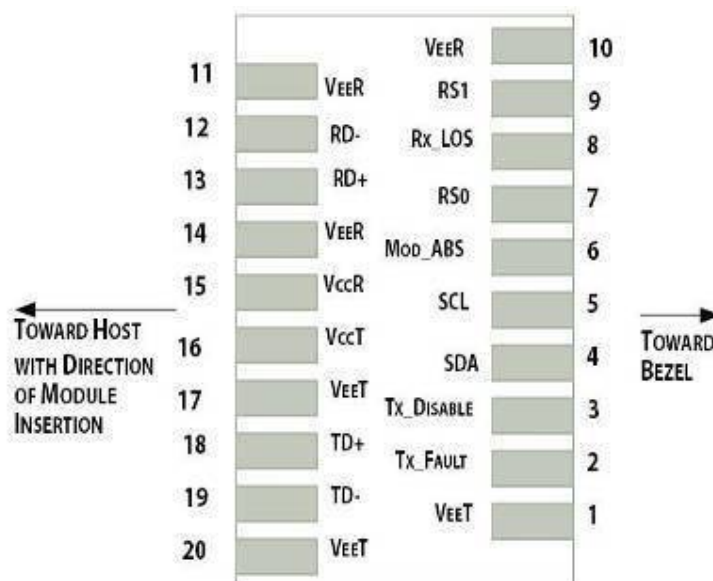 VEER 10
11 VEER
RS1 9
12 RD-
Rx_LOS 8
13 RD+
RS0 7
14 VEER
MOD_ABS 6
15 VCCR
SCL 5
16 VCCT
SDA 4
17 VEET
TX_DISABLE 3
18 TD+
TX_FAULT 2
19 TD-
VEET 1
20 VEET
TOWARD HOST
WITH DIRECTION
OF MODULE
INSERTION
TOWARD
BEZEL